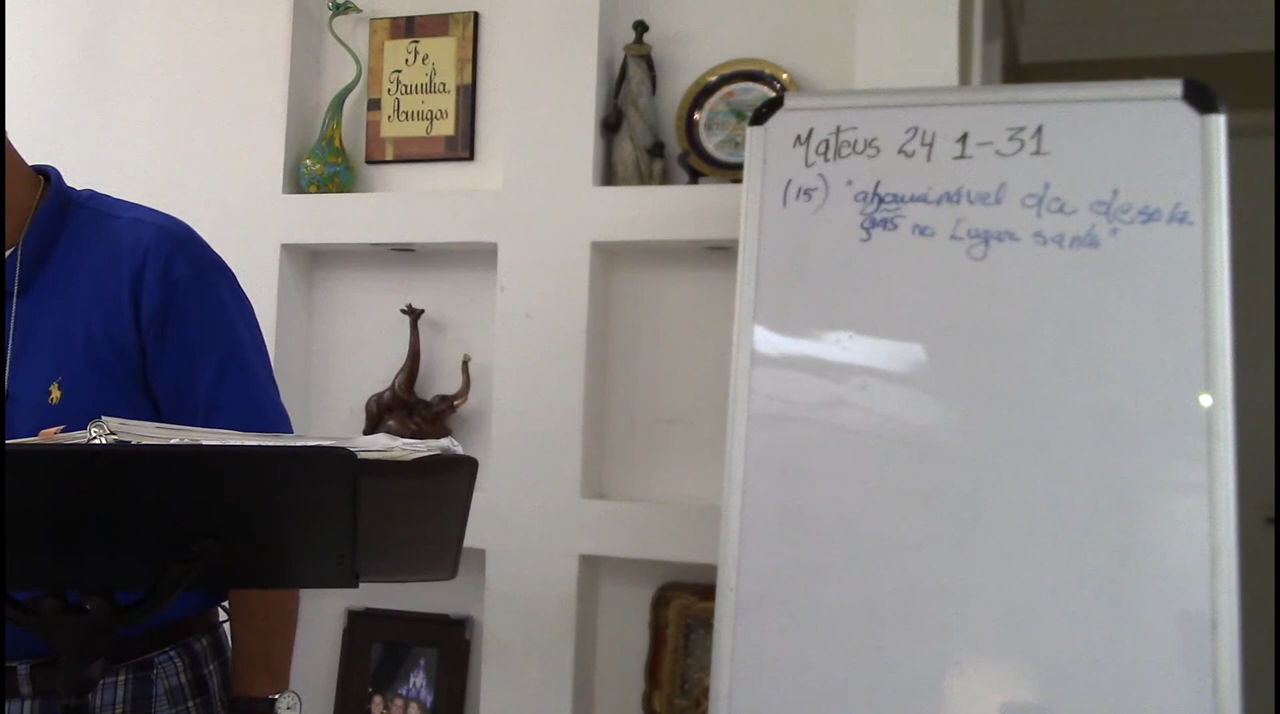 Fe,
Familia,
Amigos
Mateus 24 1-31
(15) "abominável da desola
ção no Lugar santo"